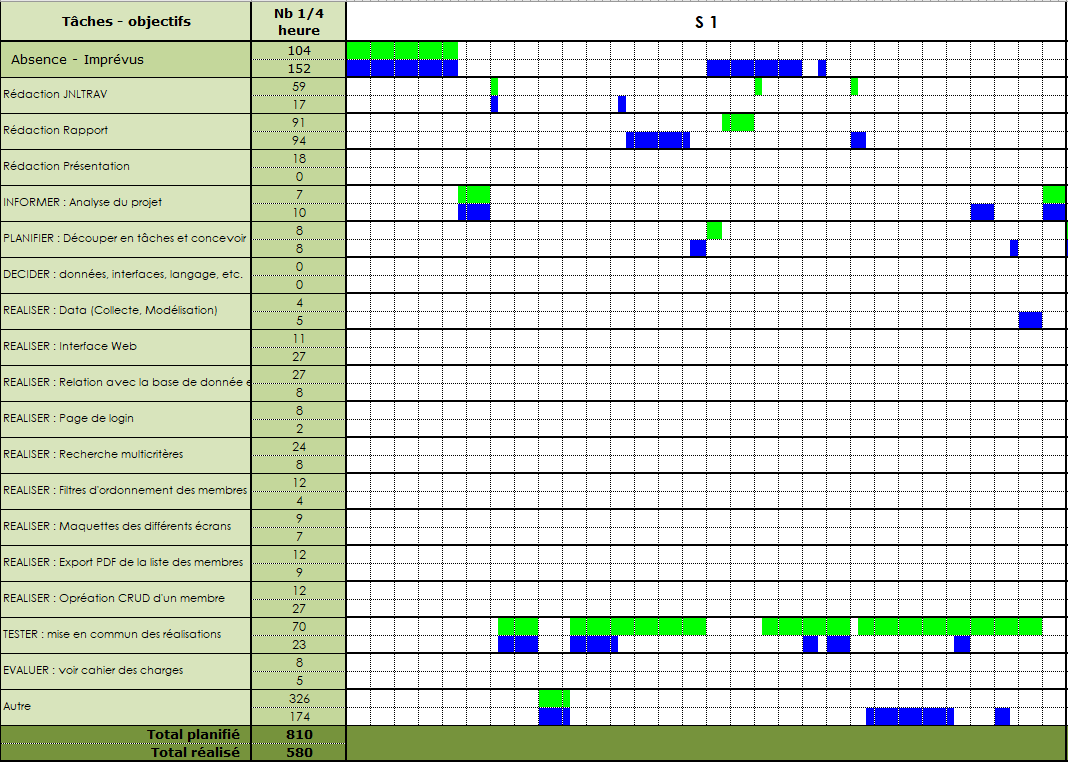 Tâches - objectifs
Nb 1/4
heure
S 1
Absence - Imprévus
104
152
Rédaction JNLTRAV
59
17
Rédaction Rapport
91
94
Rédaction Présentation
18
0
INFORMER : Analyse du projet
7
10
PLANIFIER : Découper en tâches et concevoir
8
8
DECIDER : données, interfaces, langage, etc.
0
0
REALISER : Data (Collecte, Modélisation)
4
5
REALISER : Interface Web
11
27
REALISER : Relation avec la base de donnée e
27
8
REALISER : Page de login
8
2
REALISER : Recherche multicritères
24
8
REALISER : Filtres d'ordonnement des membres
12
4
REALISER : Maquettes des différents écrans
9
7
REALISER : Export PDF de la liste des membres
12
9
REALISER : Opréation CRUD d'un membre
12
27
TESTER : mise en commun des réalisations
70
23
EVALUER : voir cahier des charges
8
5
Autre
326
174
Total planifié 810
Total réalisé 580